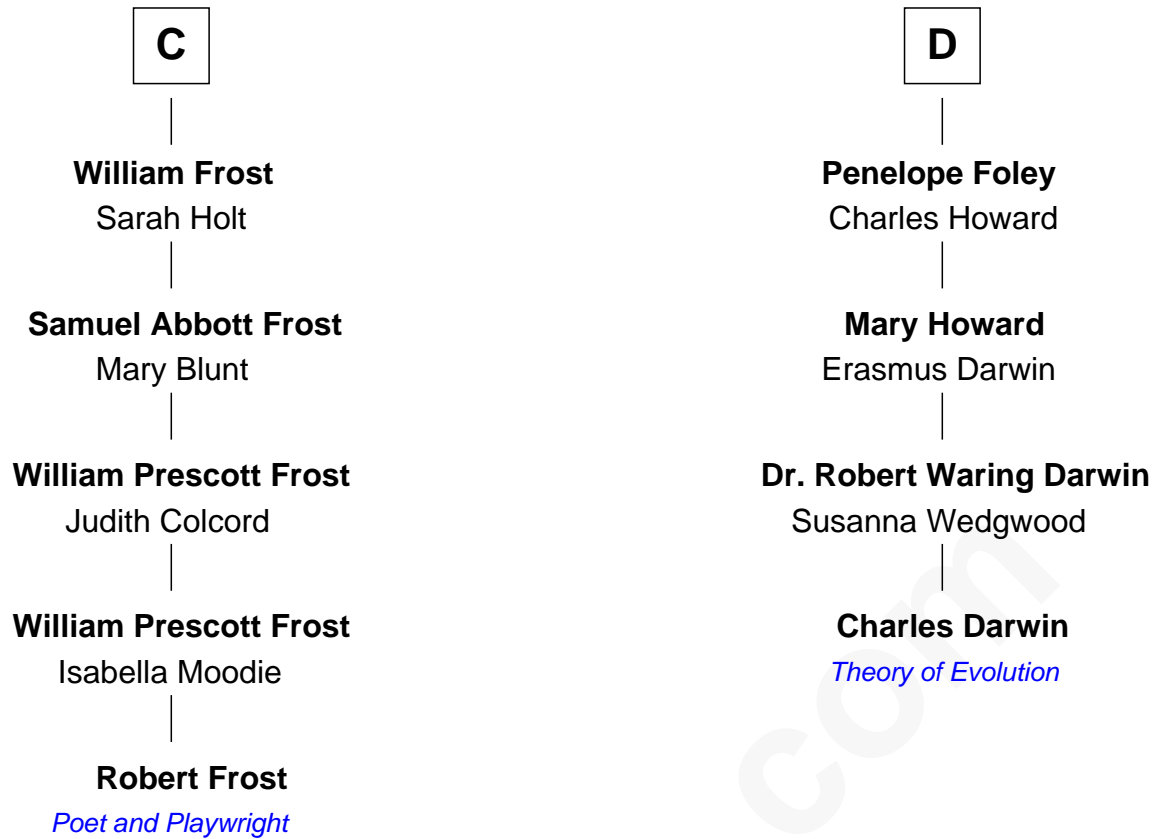 C
William Frost
Sarah Holt
Samuel Abbott Frost
Mary Blunt
William Prescott Frost
Judith Colcord
William Prescott Frost
Isabella Moodie
Robert Frost
Poet and Playwright
D
Penelope Foley
Charles Howard
Mary Howard
Erasmus Darwin
Dr. Robert Waring Darwin
Susanna Wedgwood
Charles Darwin
Theory of Evolution
com